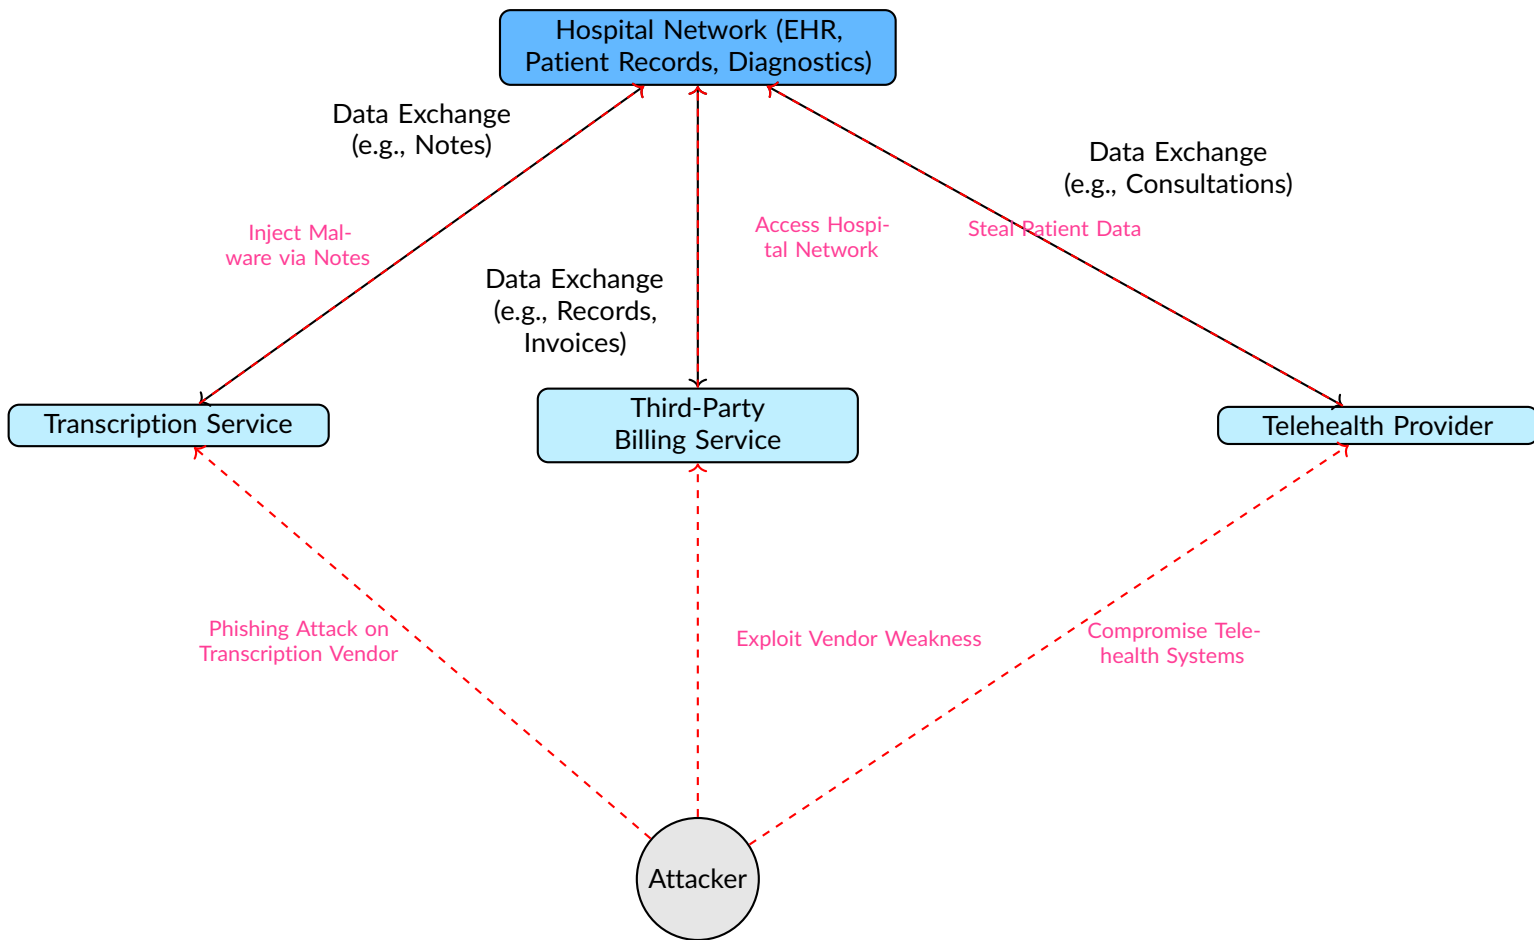 Hospital Network (EHR,
Patient Records, Diagnostics)
Data Exchange
(e.g., Notes)
Data Exchange
(e.g., Consultations)
Inject Mal-
ware via Notes
Access Hospi-
tal Network
Steal Patient Data
Data Exchange
(e.g., Records,
Invoices)
Transcription Service
Third-Party
Billing Service
Telehealth Provider
Phishing Attack on
Transcription Vendor
Exploit Vendor Weakness
Compromise Tele-
health Systems
Attacker